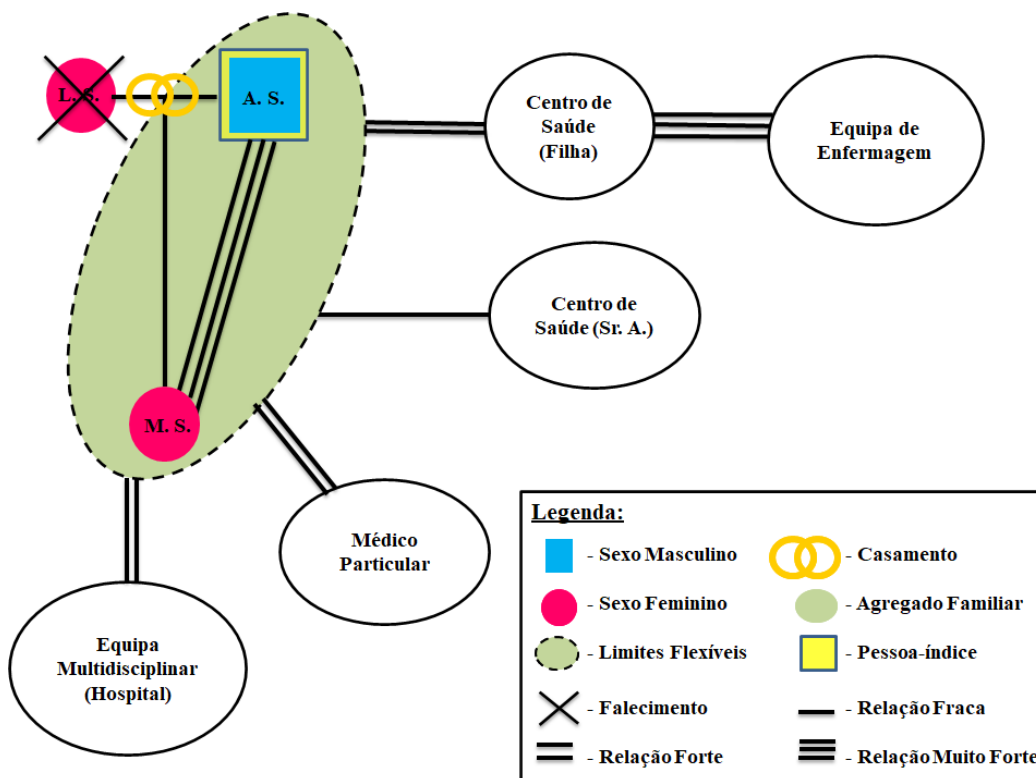 L. S.
A. S.
M. S.
Centro de
Saúde
(Filha)
Equipa de
Enfermagem
Centro de
Saúde (Sr. A.)
Médico
Particular
Equipa
Multidisciplinar
(Hospital)
Legenda:
- Sexo Masculino
- Casamento
- Sexo Feminino
- Agregado Familiar
- Limites Flexíveis
- Pessoa-índice
- Falecimento
- Relação Fraca
- Relação Forte
- Relação Muito Forte